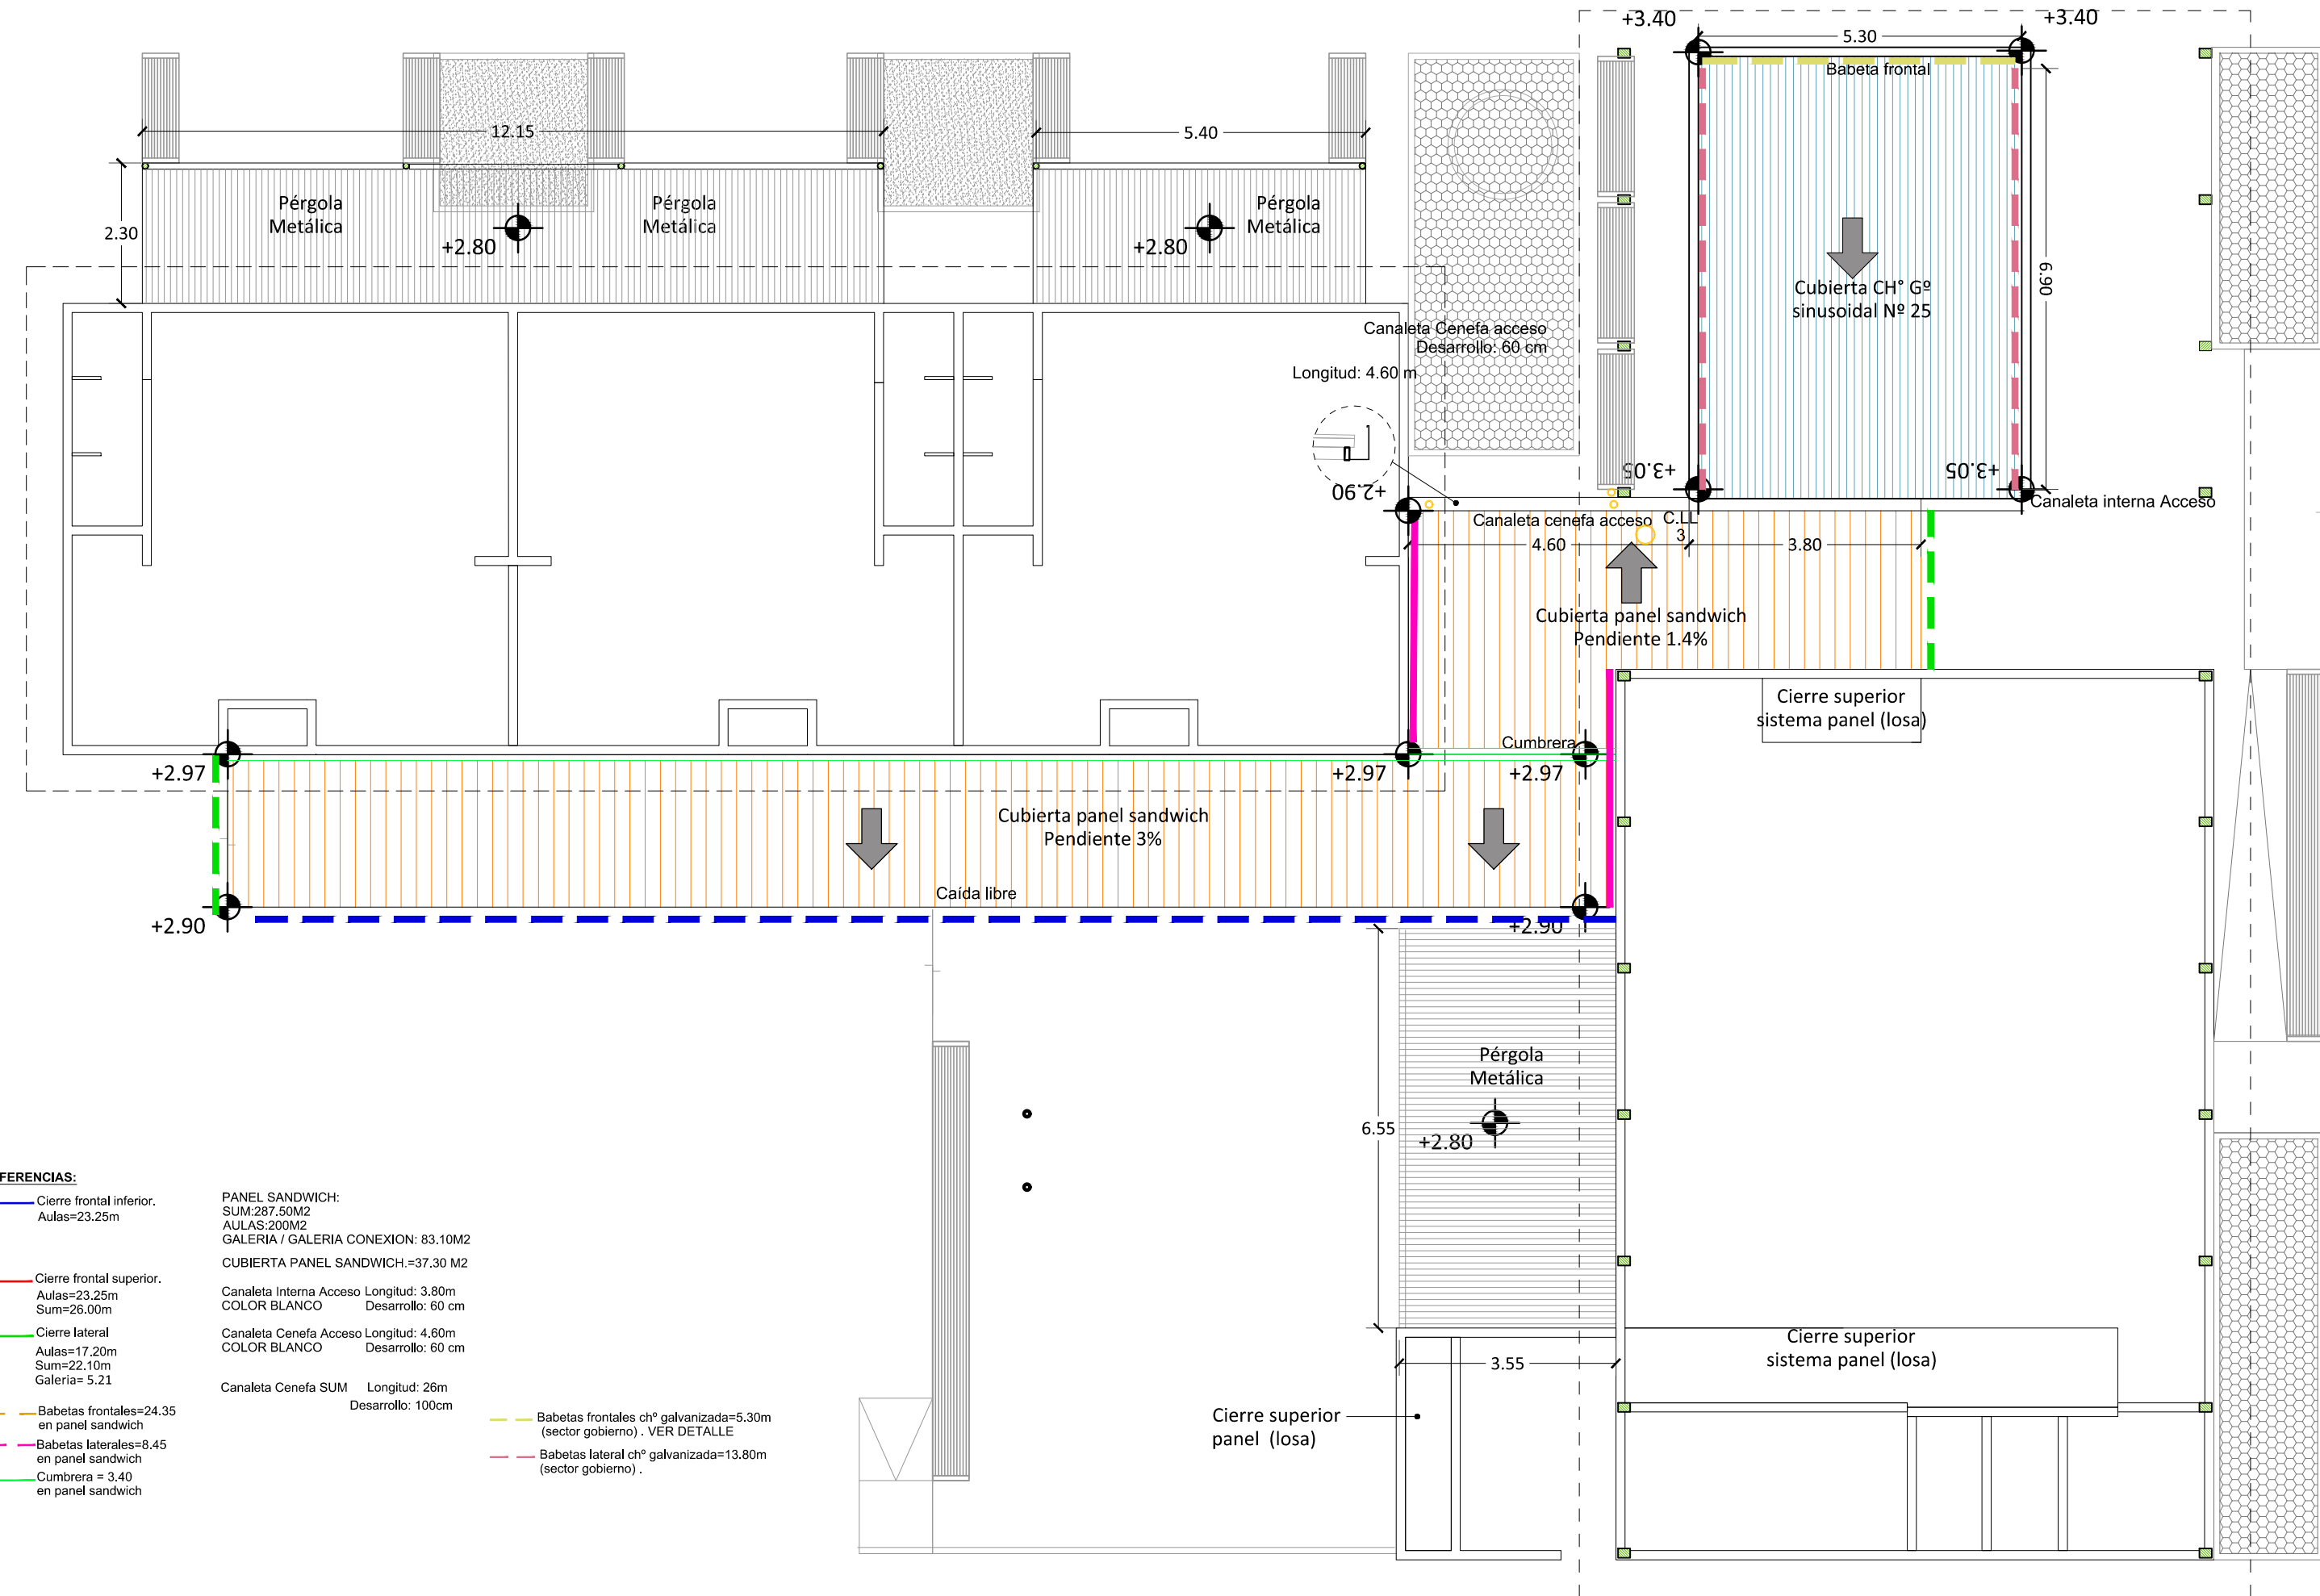 +3.40
+3.40
5.30
Babeta frontal
12.15
5.40
Pérgola
Metálica
Pérgola
Metálica
Pérgola
Metálica
2.30
+2.80
+2.80
6.90
Cubierta CH° Gº
sinusoidal Nº 25
Canaleta Cenefa acceso
Desarrollo: 60 cm
Longitud: 4.60 m
+3.05
+3.05
+2.90
Canaleta interna Acceso
Canaleta cenefa acceso
C.LL
3
4.60
3.80
Cubierta panel sandwich
Pendiente 1.4%
Cierre superior
sistema panel (losa)
Cumbrera
+2.97
+2.97
+2.97
Cubierta panel sandwich
Pendiente 3%
Caída libre
+2.90
+2.90
Pérgola
Metálica
6.55
+2.80
FERENCIAS:
Cierre frontal inferior.
Aulas=23.25m
Cierre frontal superior.
Aulas=23.25m
Sum=26.00m
Cierre lateral
Aulas=17.20m
Sum=22.10m
Galeria= 5.21
Babetas frontales=24.35
en panel sandwich
Babetas laterales=8.45
en panel sandwich
Cumbrera = 3.40
en panel sandwich
PANEL SANDWICH:
SUM:287.50M2
AULAS:200M2
GALERIA / GALERIA CONEXION: 83.10M2
CUBIERTA PANEL SANDWICH.=37.30 M2
Canaleta Interna Acceso Longitud: 3.80m
COLOR BLANCO Desarrollo: 60 cm
Canaleta Cenefa Acceso Longitud: 4.60m
COLOR BLANCO Desarrollo: 60 cm
Canaleta Cenefa SUM Longitud: 26m
Desarrollo: 100cm
Babetas frontales chº galvanizada=5.30m
(sector gobierno) . VER DETALLE
Babetas lateral chº galvanizada=13.80m
(sector gobierno) .
Cierre superior
sistema panel (losa)
3.55
Cierre superior
panel (losa)